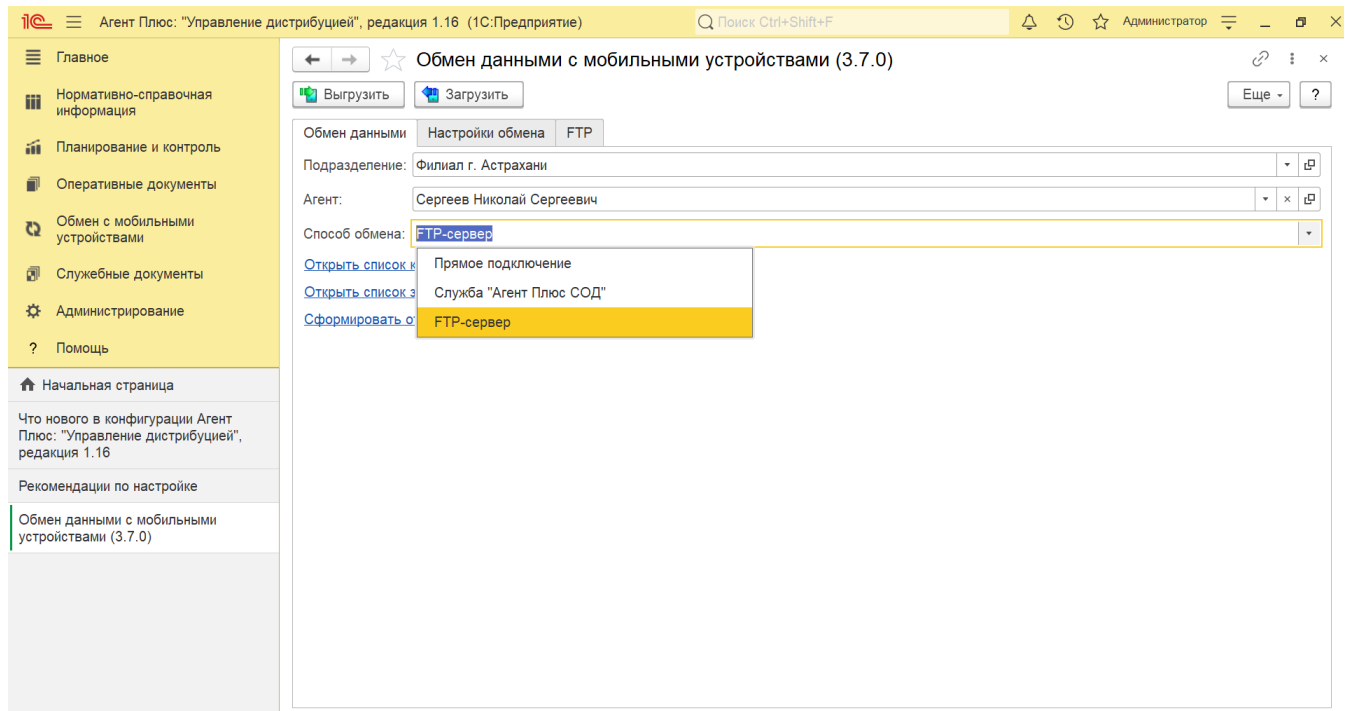 1С Агент Плюс: "Управление дистрибуцией", редакция 1.16 (1С:Предприятие)
Поиск Ctrl+Shift+F
Администратор
Главное
Нормативно-справочная
информация
Планирование и контроль
Оперативные документы
Обмен с мобильными
устройствами
Служебные документы
Администрирование
? Помощь
Начальная страница
Что нового в конфигурации Агент
Плюс: "Управление дистрибуцией",
редакция 1.16
Рекомендации по настройке
Обмен данными с мобильными
устройствами (3.7.0)
Обмен данными с мобильными устройствами (3.7.0)
Выгрузить
Загрузить
Еще
?
Обмен данными
Настройки обмена
FTP
Подразделение: Филиал г. Астрахани
Агент: Сергеев Николай Сергеевич
Способ обмена: FTP-сервер
Открыть список
Прямое подключение
Открыть список
Служба "Агент Плюс СОД"
Сформировать
FTP-сервер